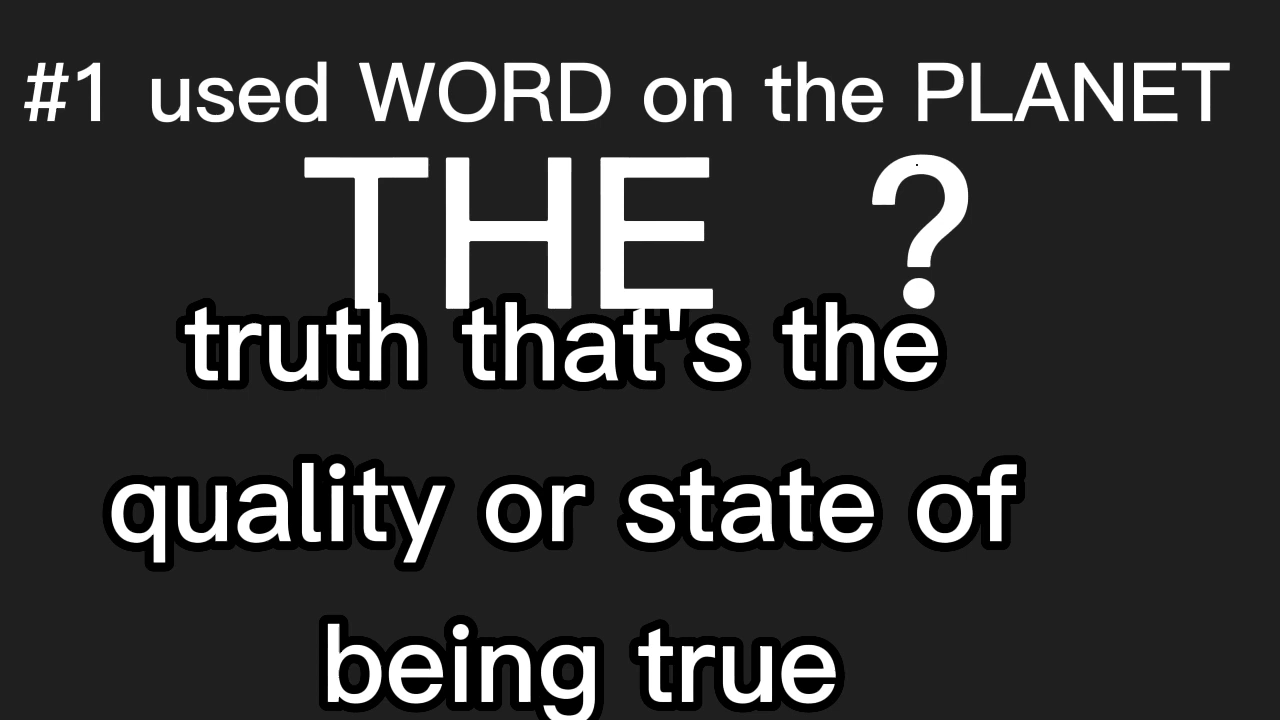 #1 used WORD on the PLANET
THE ?
truth that's the
quality or state of
being true